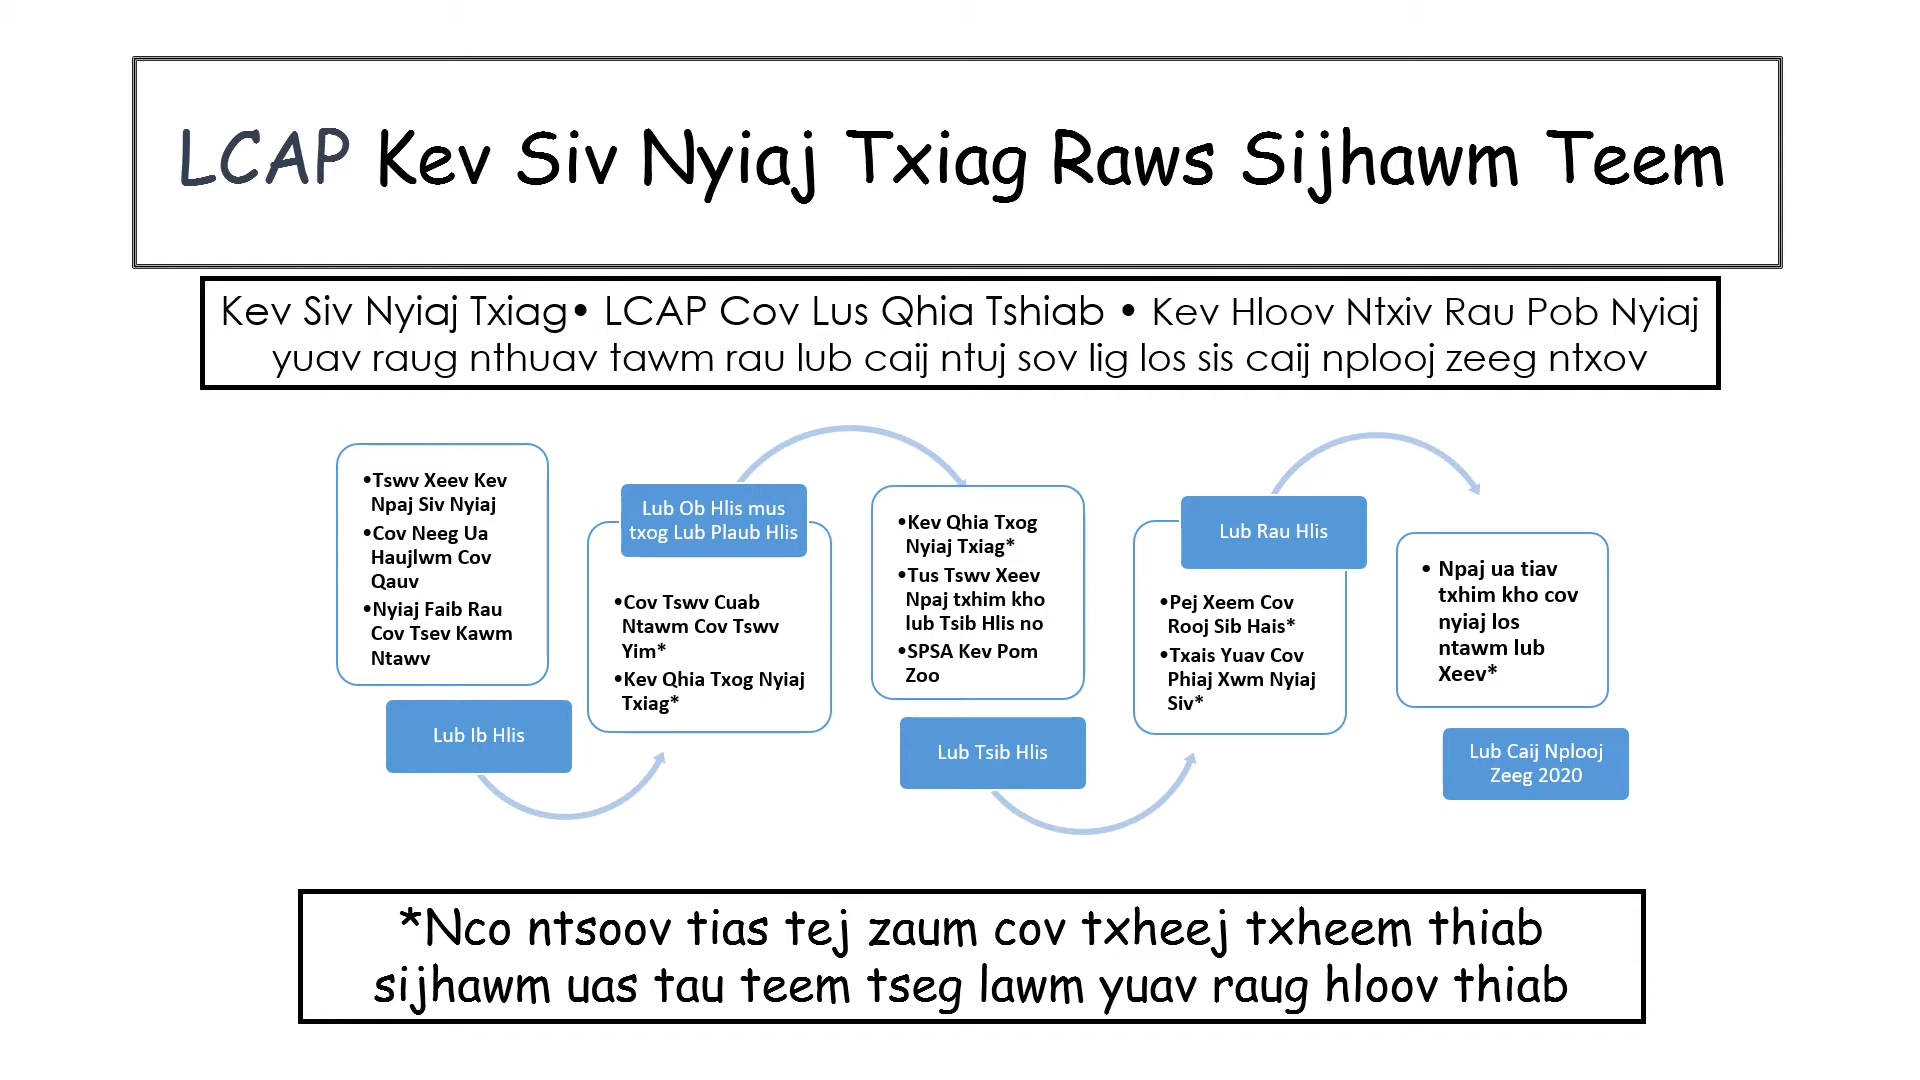 LCAP Kev Siv Nyiaj Txiag Raws Sijhawm Teem
Kev Siv Nyiaj Txiag• LCAP Cov Lus Qhia Tshiab • Kev Hloov Ntxiv Rau Pob Nyiaj
yuav raug nthuav tawm rau lub caij ntuj sov lig los sis caij nplooj zeeg ntxov
•Tswv Xeev Kev
Npaj Siv Nyiaj
•Cov Neeg Ua
Haujlwm Cov
Qauv
•Nyiaj Faib Rau
Cov Tsev Kawm
Ntawv
Lub Ib Hlis
Lub Ob Hlis mus
txog Lub Plaub Hlis
•Cov Tswv Cuab
Ntawm Cov Tswv
Yim*
•Kev Qhia Txog Nyiaj
Txiag*
•Kev Qhia Txog
Nyiaj Txiag*
•Tus Tswv Xeev
Npaj txhim kho
lub Tsib Hlis no
•SPSA Kev Pom
Zoo
Lub Tsib Hlis
Lub Rau Hlis
•Pej Xeem Cov
Rooj Sib Hais*
•Txais Yuav Cov
Phiaj Xwm Nyiaj
Siv*
• Npaj ua tiav
txhim kho cov
nyiaj los
ntawm lub
Xeev*
Lub Caij Nplooj
Zeeg 2020
*Nco ntsoov tias tej zaum cov txheej txheem thiab
sijhawm uas tau teem tseg lawm yuav raug hloov thiab